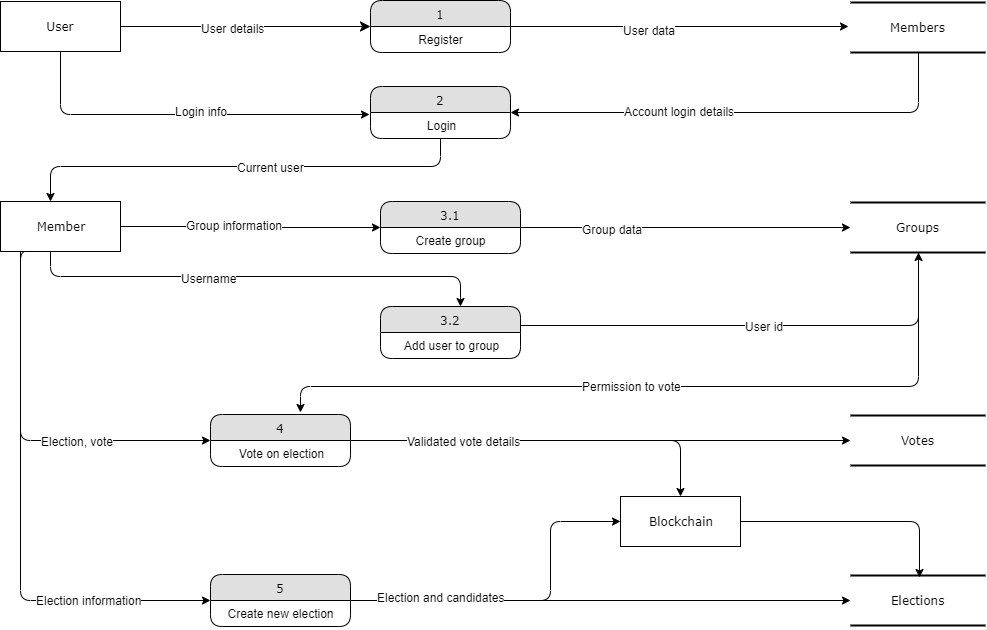 User
User details
1
Register
User data
Members
Login info
2
Login
Account login details
Current user
Member
Group information
3.1
Create group
Group data
Groups
Username
3.2
Add user to group
User id
Permission to vote
Election, vote
4
Vote on election
Validated vote details
Votes
Blockchain
Election information
5
Create new election
Election and candidates
Elections